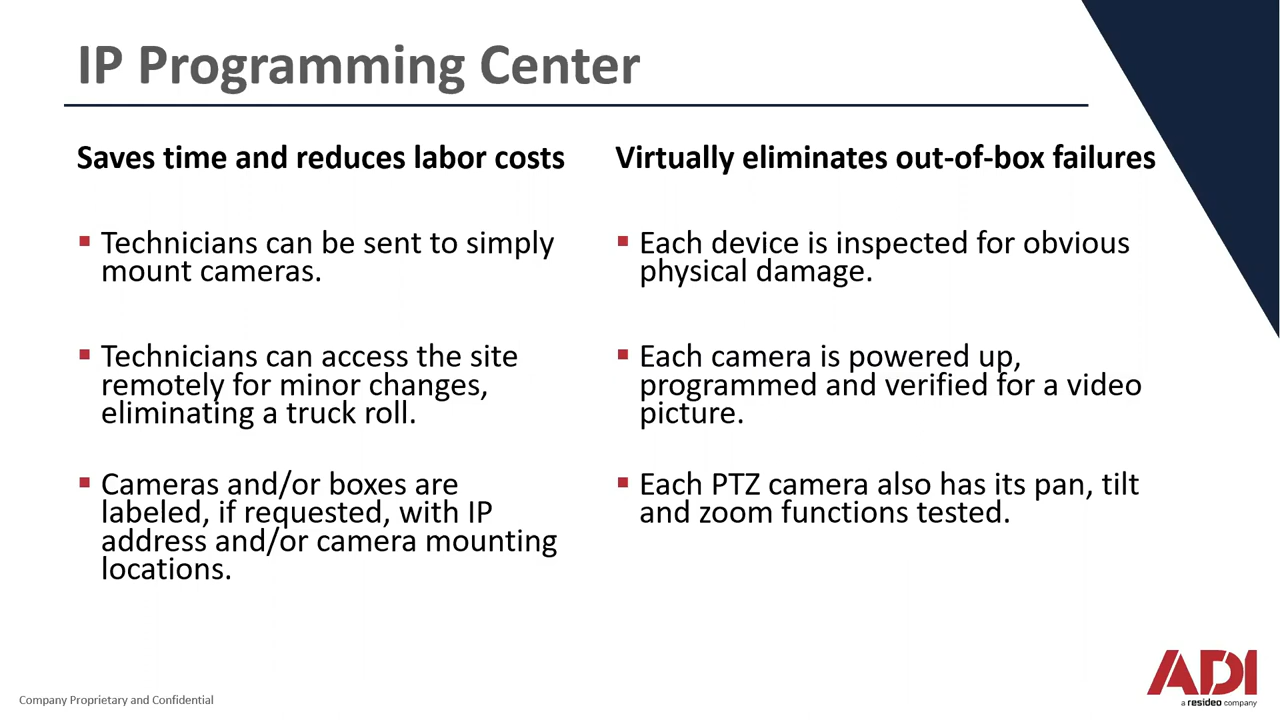 IP Programming Center
Saves time and reduces labor costs
Technicians can be sent to simply
mount cameras.
Technicians can access the site
remotely for minor changes,
eliminating a truck roll.
Cameras and/or boxes are
labeled, if requested, with IP
address and/or camera mounting
locations.
Virtually eliminates out-of-box failures
Each device is inspected for obvious
physical damage.
Each camera is powered up,
programmed and verified for a video
picture.
Each PTZ camera also has its pan, tilt
and zoom functions tested.
Company Proprietary and Confidential
ADI
a resideo company